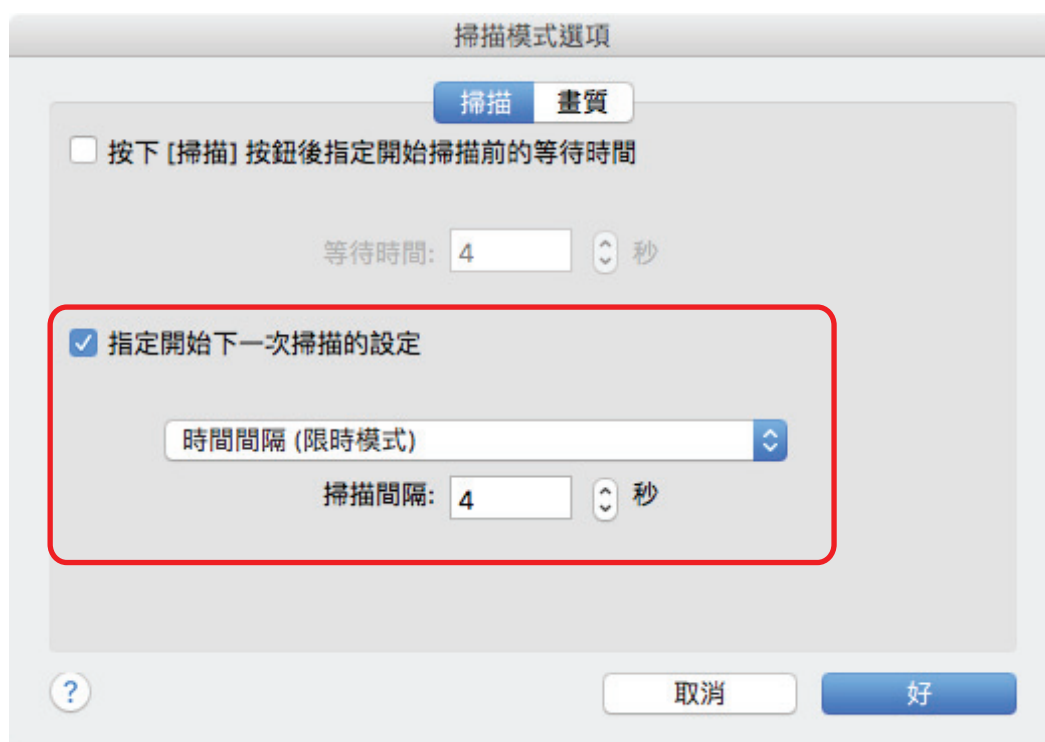 掃描模式選項
掃描 畫質
按下 [掃描] 按鈕後指定開始掃描前的等待時間
等待時間: 4 秒
指定開始下一次掃描的設定
時間間隔 (限時模式)
掃描間隔: 4 秒
? 取消 好